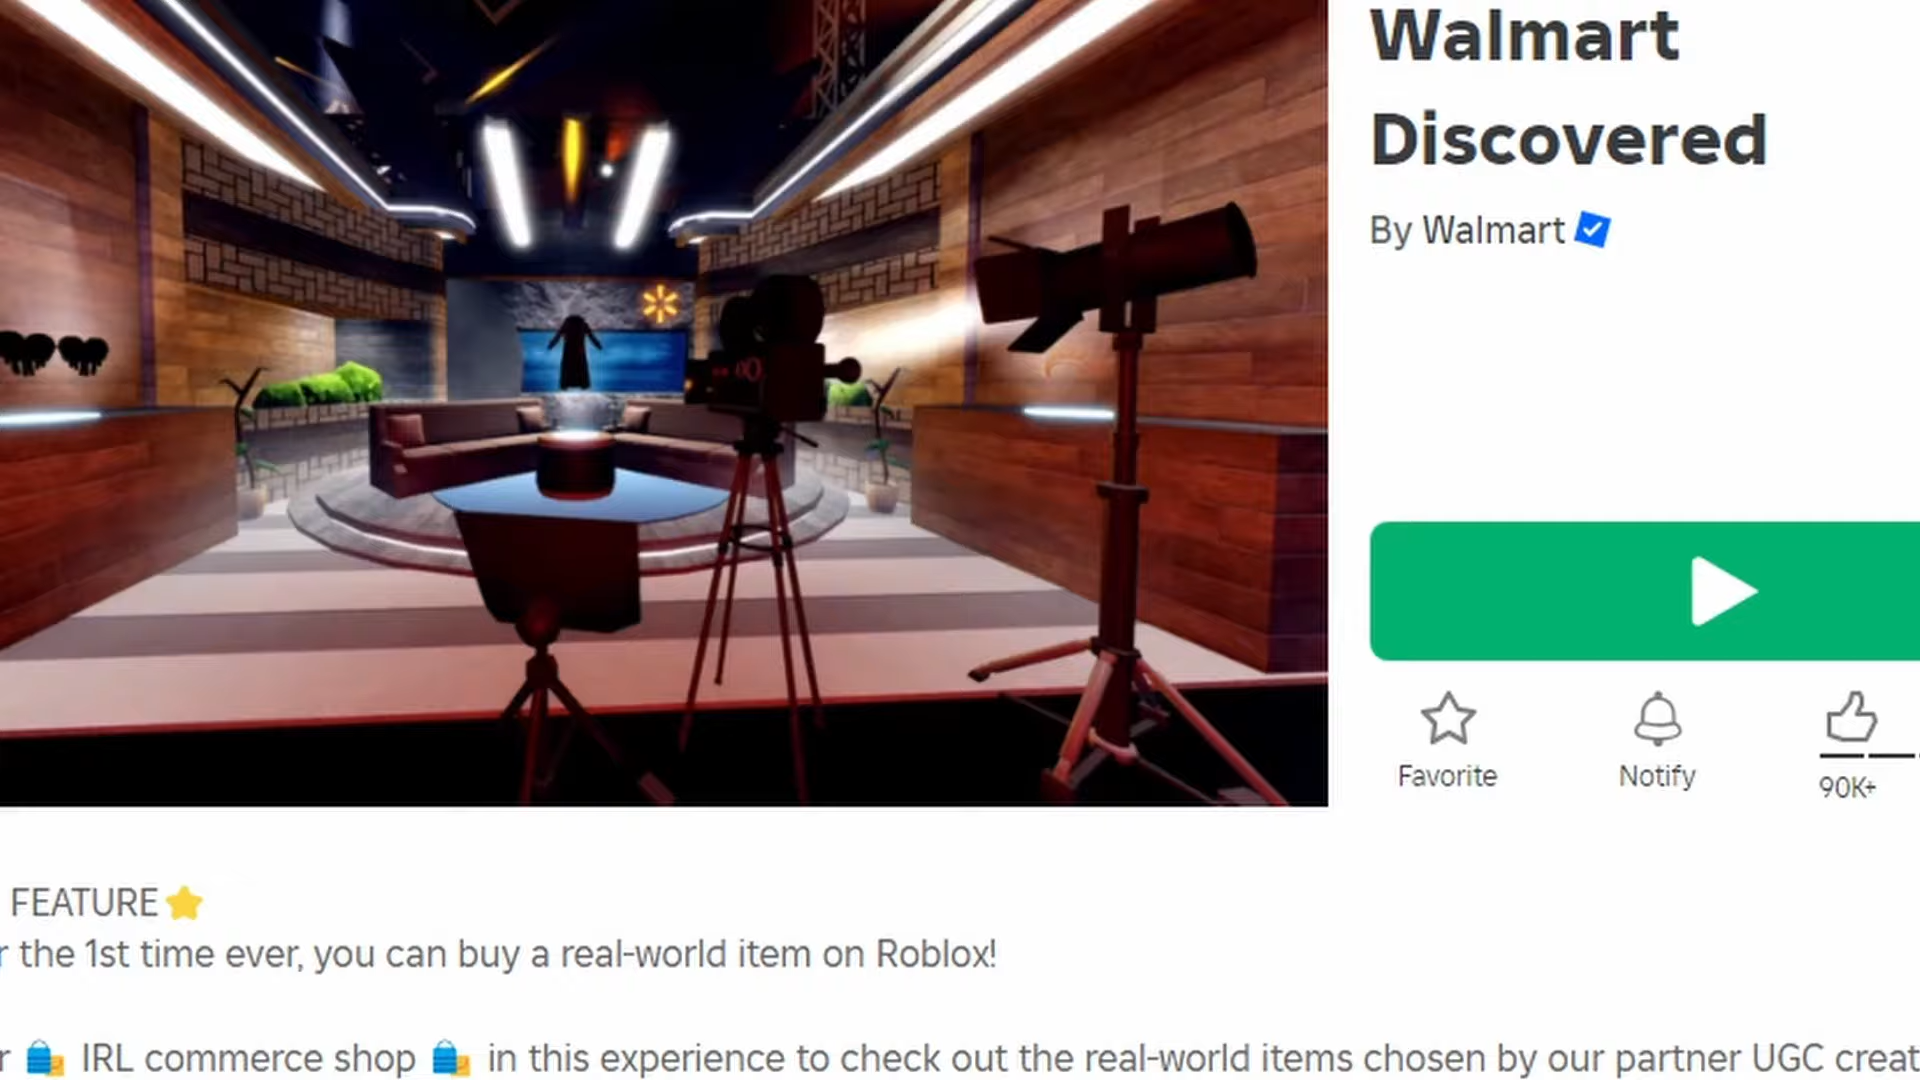 Walmart
Discovered
By Walmart
Favorite
Notify
90K+
FEATURE
r the 1st time ever, you can buy a real-world item on Roblox!
r IRL commerce shop in this experience to check out the real-world items chosen by our partner UGC creat